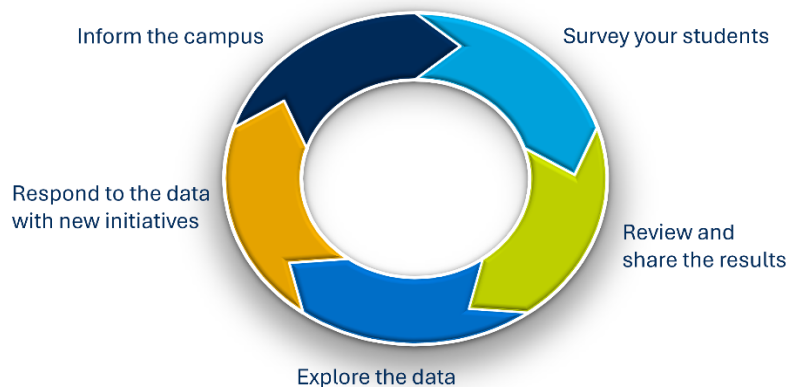 Inform the campus
Survey your students
Respond to the data
with new initiatives
Review and
share the results
Explore the data